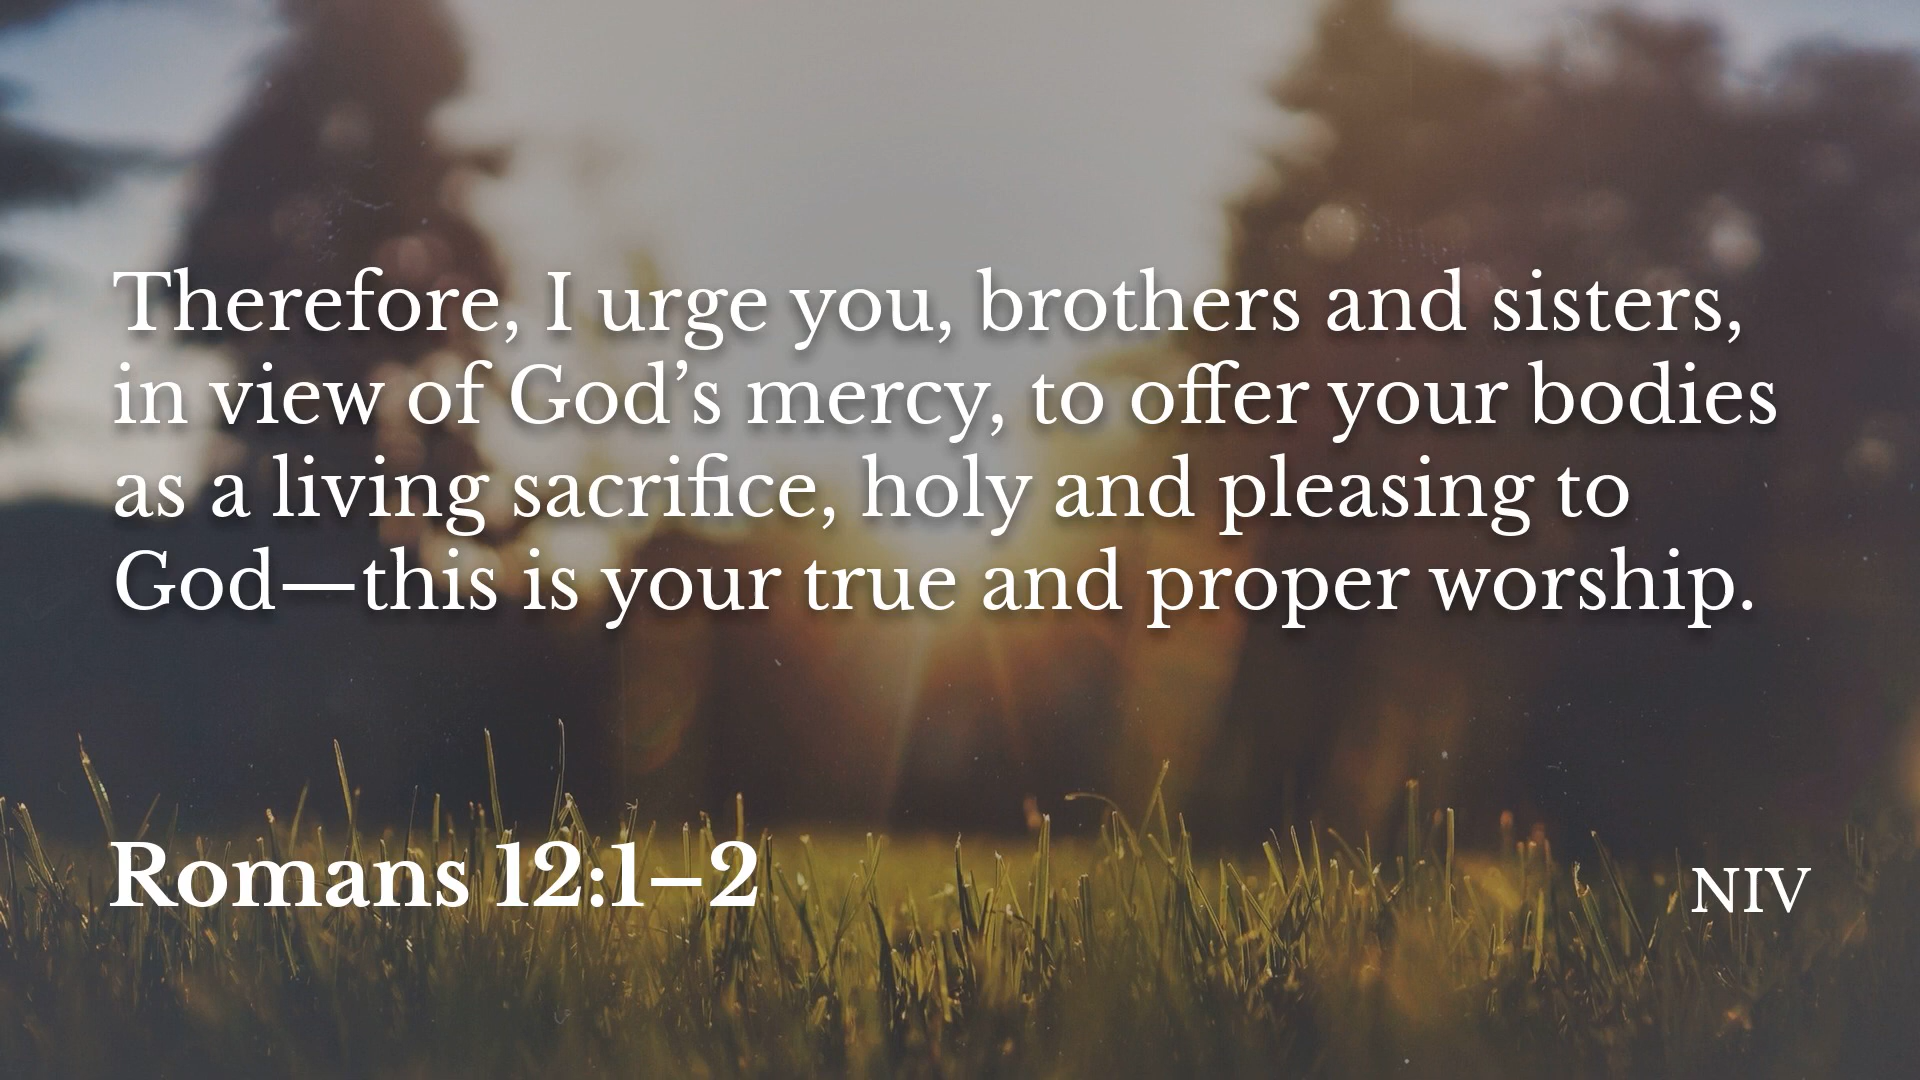 Therefore, I urge you, brothers and sisters,
in view of God’s mercy, to offer your bodies
as a living sacrifice, holy and pleasing to
God—this is your true and proper worship.
Romans 12:1–2
NIV